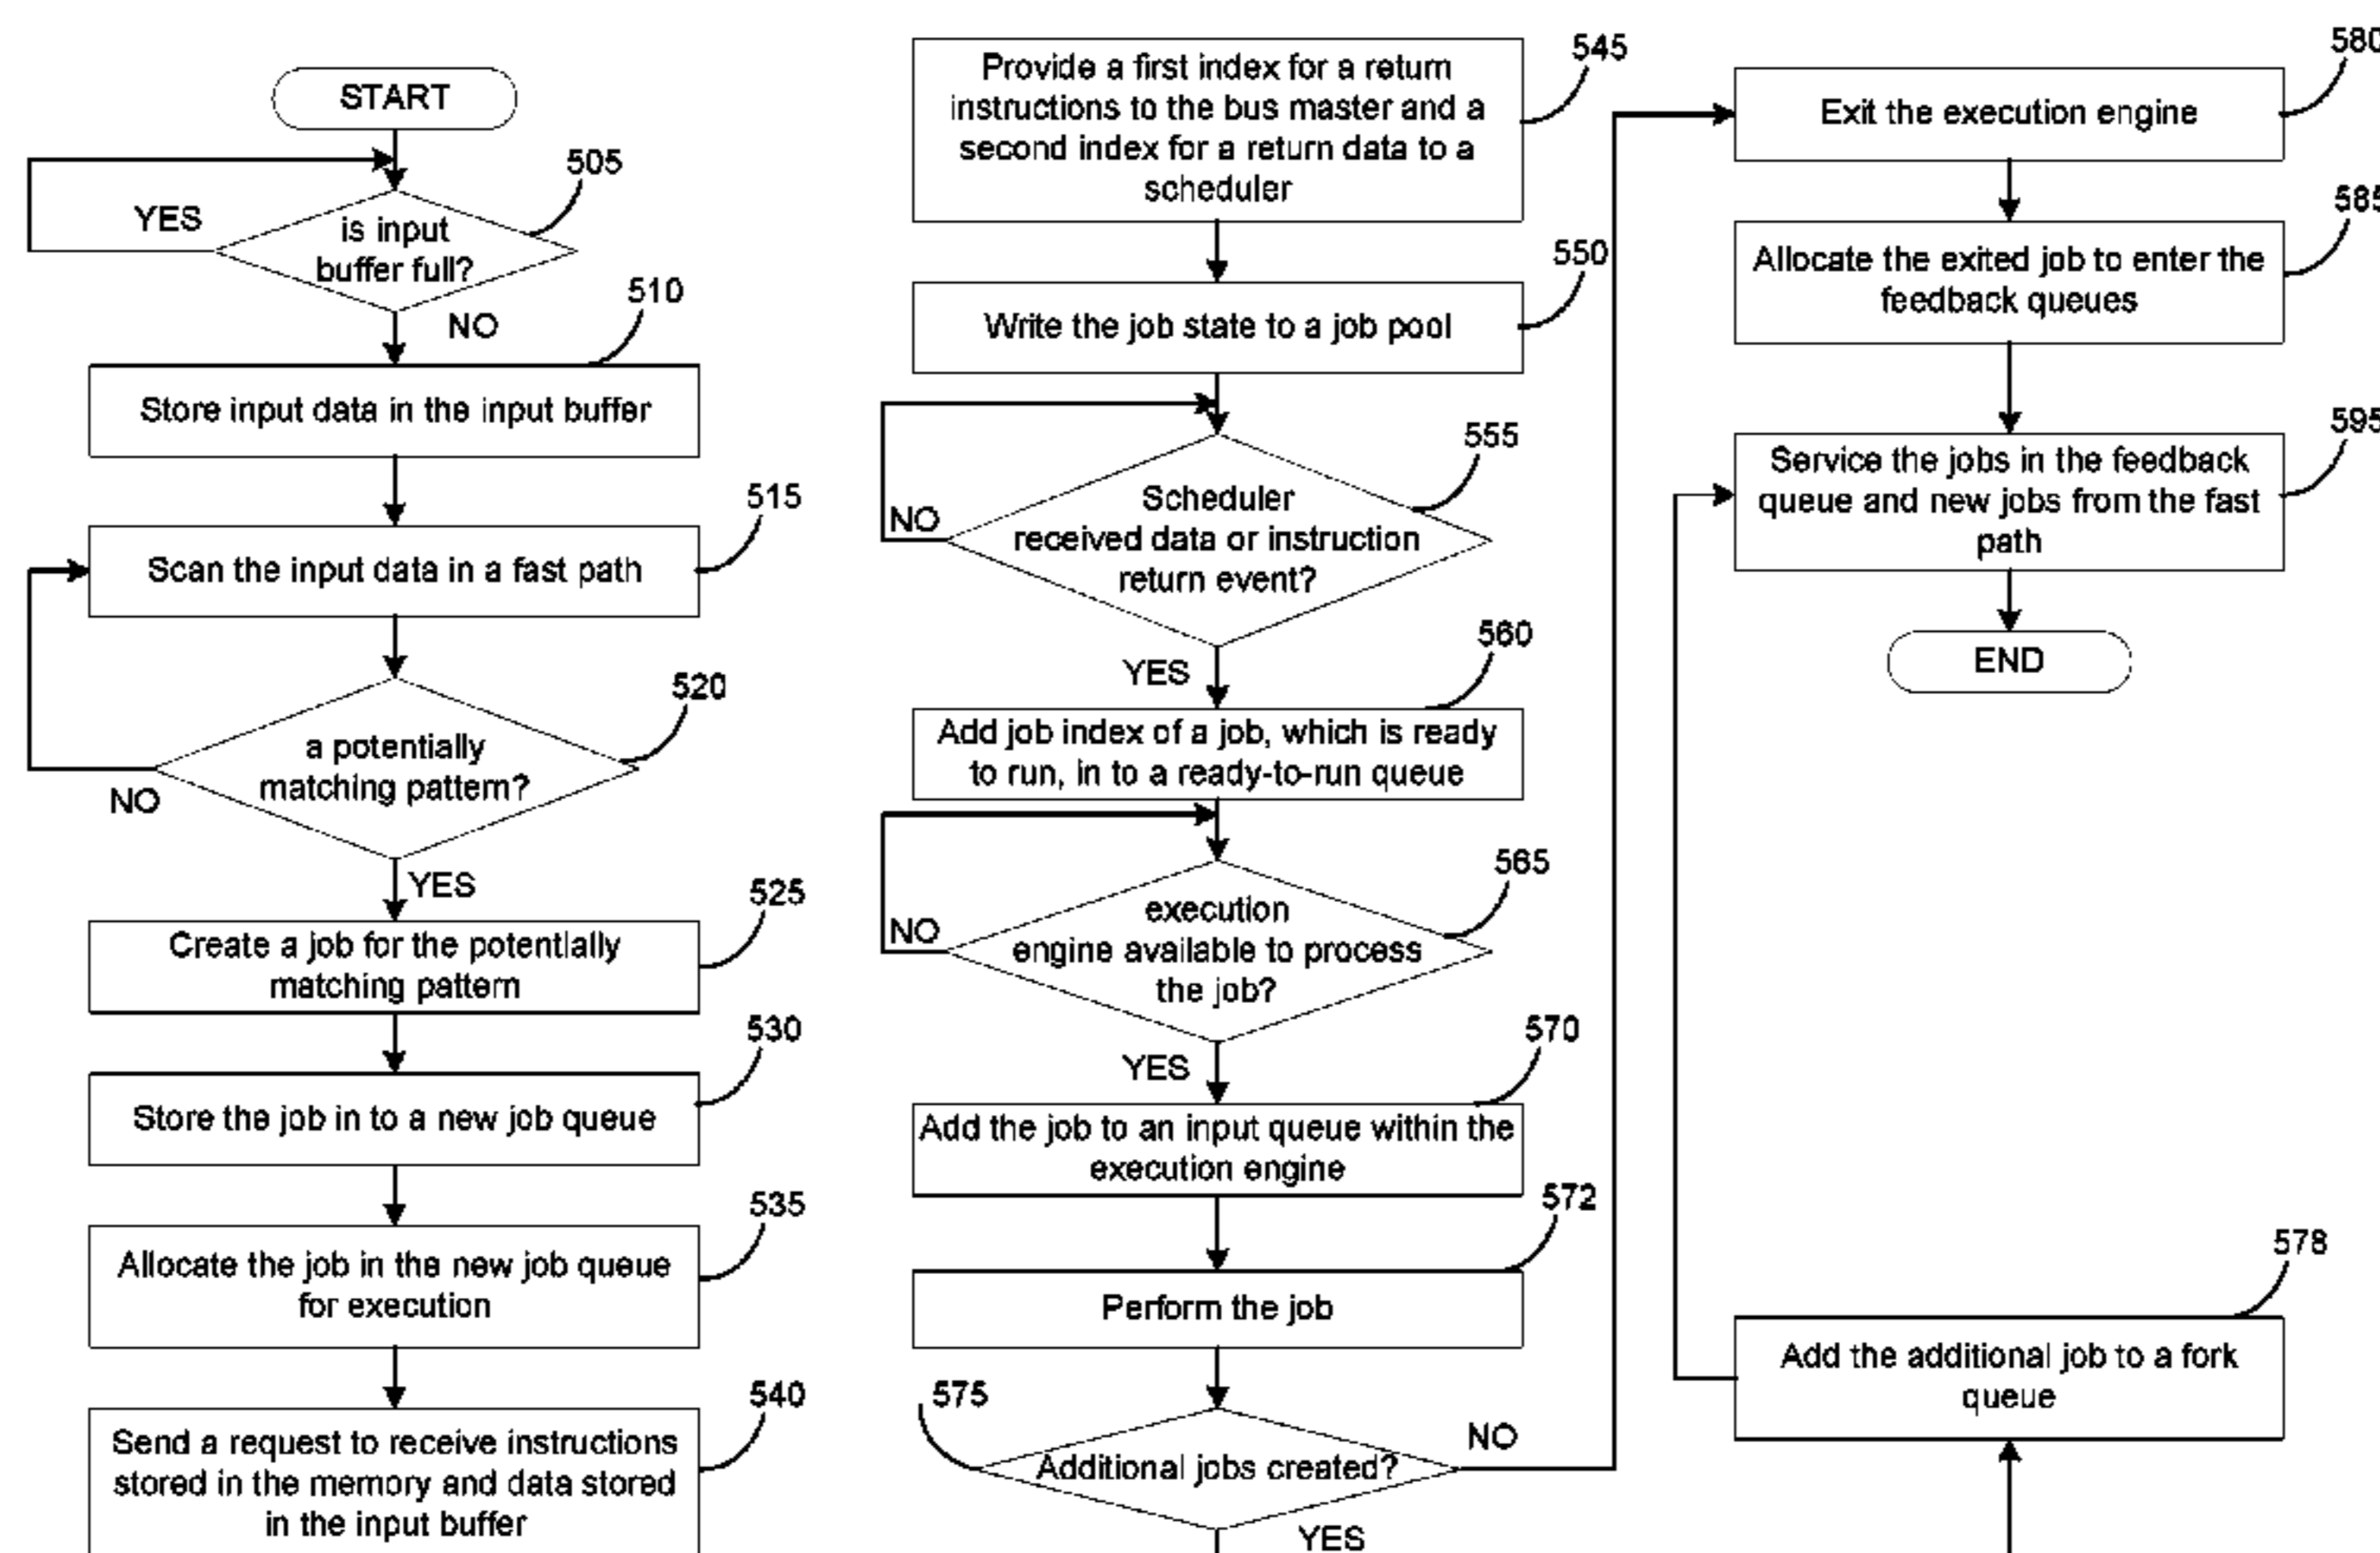 START
505
YES
is input
buffer full?
510
NO
Store input data in the input buffer
515
Scan the input data in a fast path
520
a potentially
matching pattern?
NO
YES
525
Create a job for the potentially
matching pattern
530
Store the job in to a new job queue
535
Allocate the job in the new job queue
for execution
540
Send a request to receive instructions
stored in the memory and data stored
in the input buffer
545
Provide a first index for a return
instructions to the bus master and a
second index for a return data to a
scheduler
550
Write the job state to a job pool
555
Scheduler
received data or instruction
return event?
NO
YES
560
Add job index of a job, which is ready
to run, in to a ready-to-run queue
565
execution
engine available to process
the job?
NO
YES
570
Add the job to an input queue within the
execution engine
572
Perform the job
575
NO
Additional jobs created?
YES
580
Exit the execution engine
585
Allocate the exited job to enter the
feedback queues
595
Service the jobs in the feedback
queue and new jobs from the fast
path
END
578
Add the additional job to a fork
queue